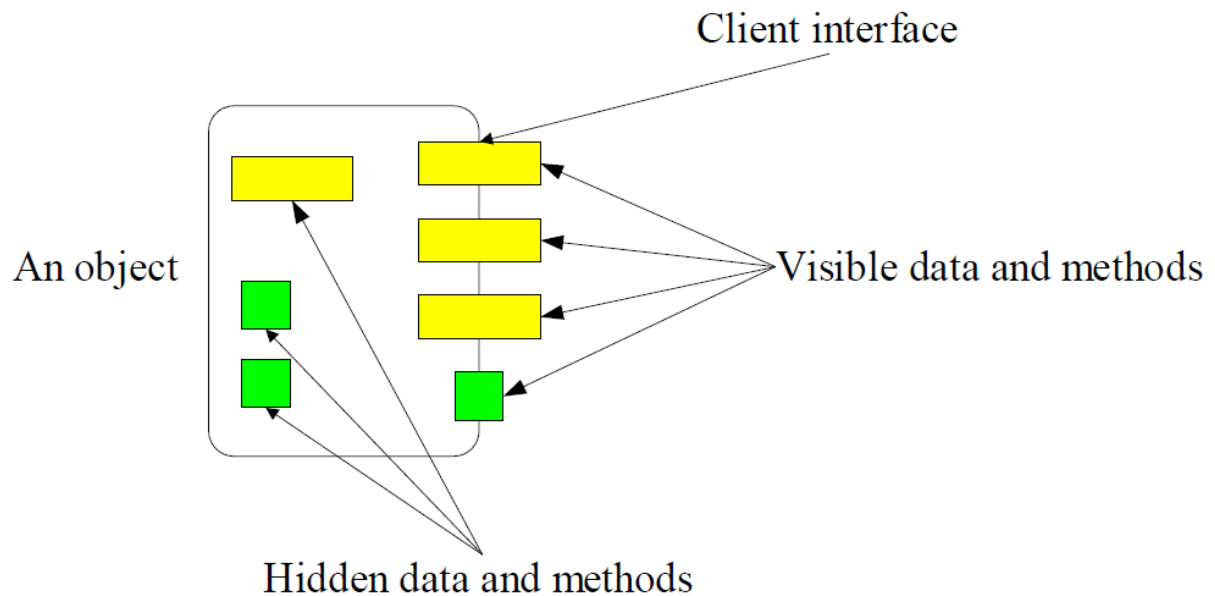 Client interface
An object
Visible data and methods
Hidden data and methods